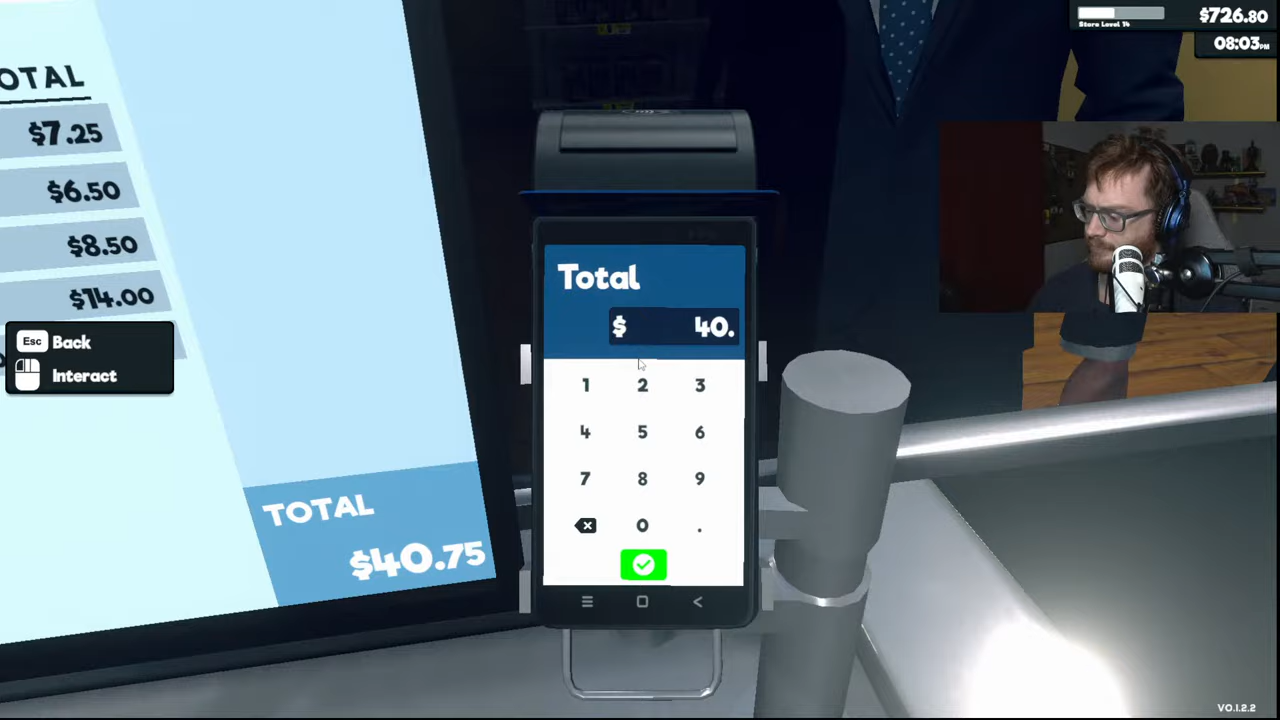 $726.80
Store Level 14
08:03PM
OTAL
$7.25
$6.50
$8.50
$14.00
Esc Back
Interact
TOTAL
$40.75
Total
$ 40.
1 2 3
4 5 6
7 8 9
0 .
V0.1.2.2